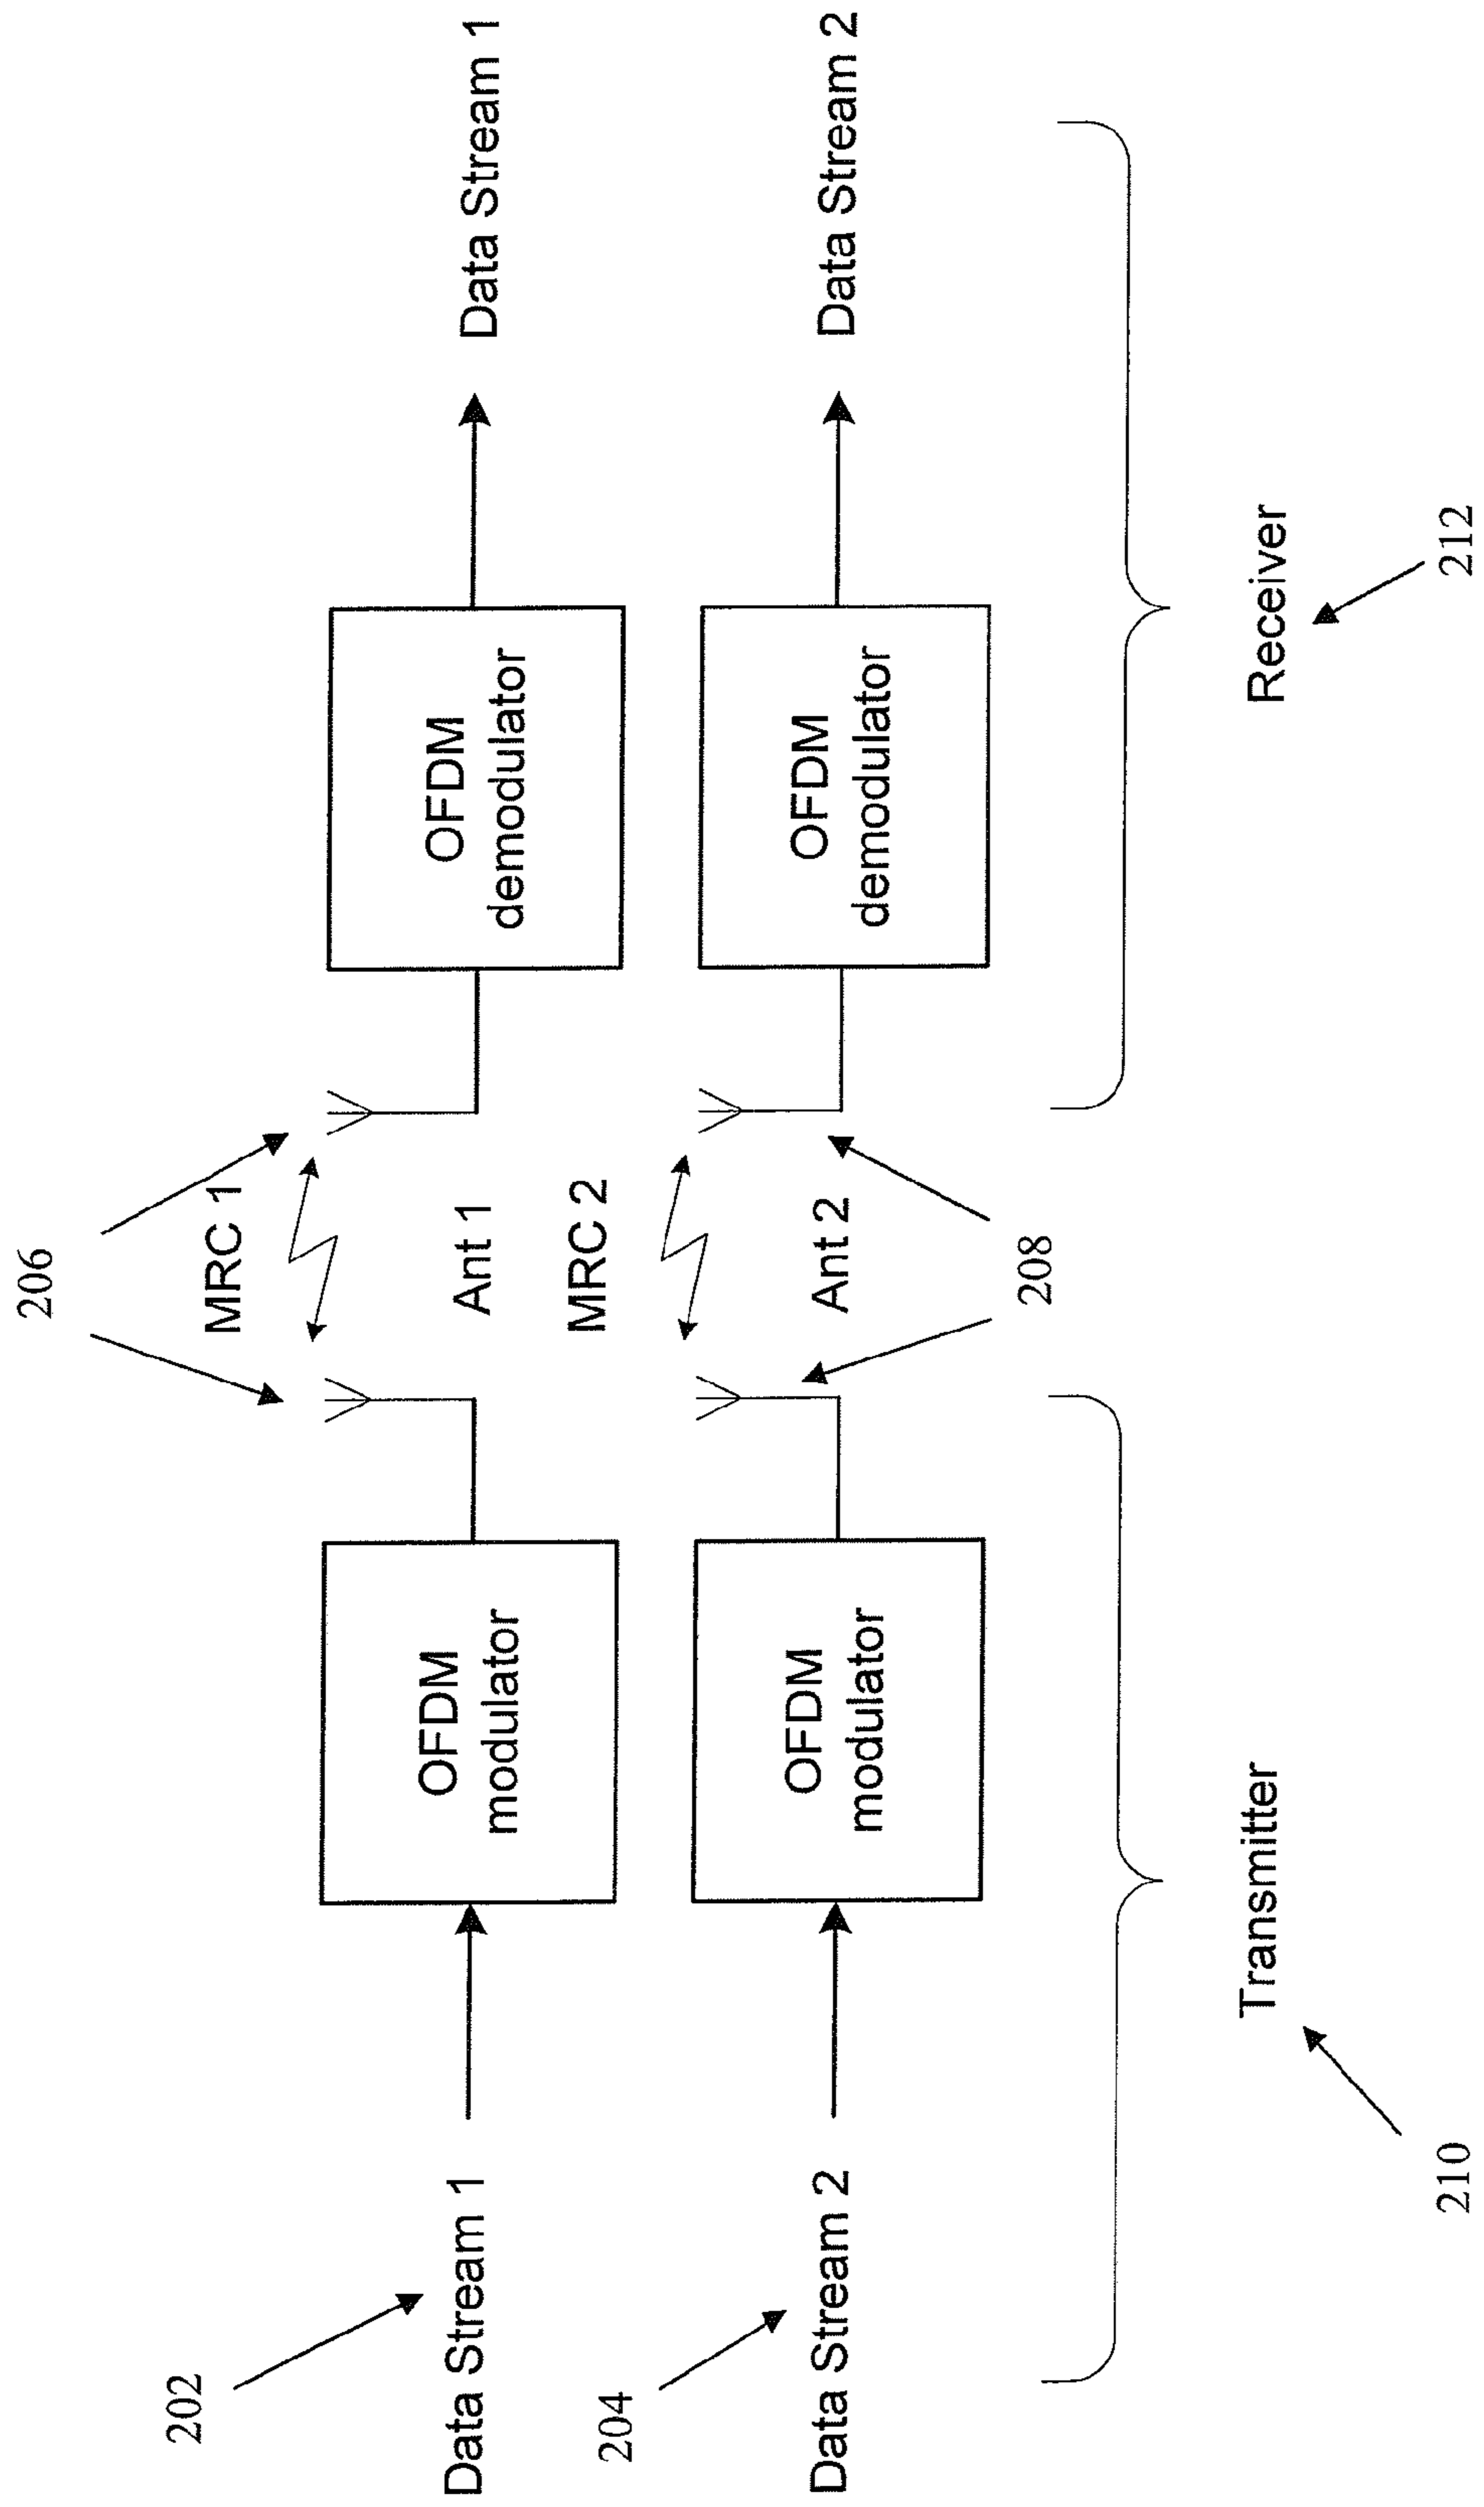 206
202
MRC 1
Data Stream 1
OFDM
modulator
Ant 1
OFDM
demodulator
Data Stream 1
204
MRC 2
Data Stream 2
OFDM
modulator
Ant 2
OFDM
demodulator
Data Stream 2
208
Transmitter
Receiver
210
212